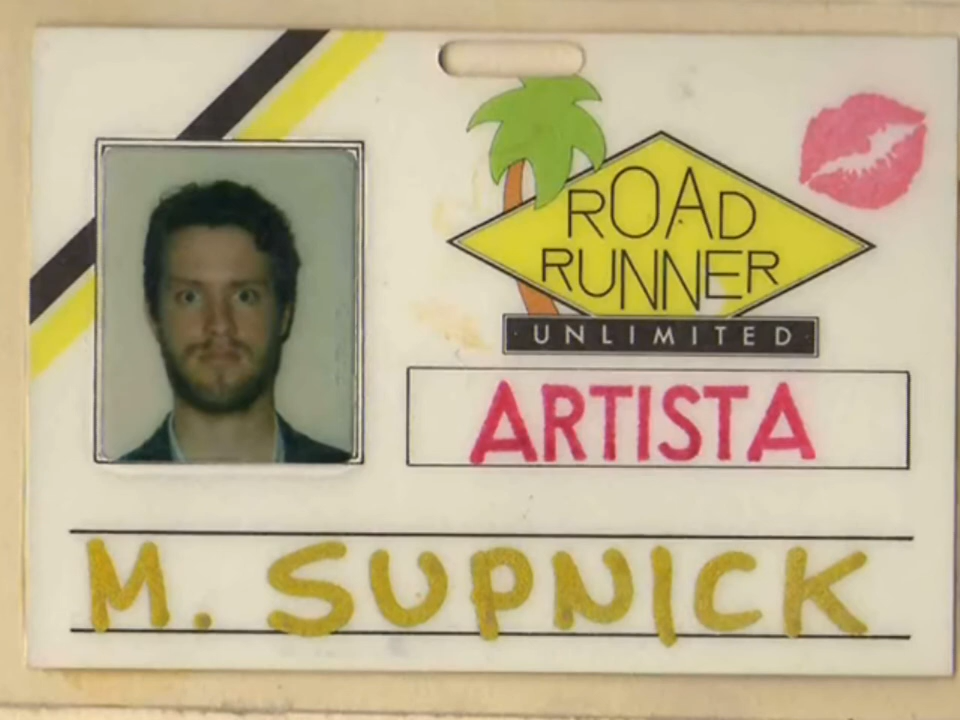 ROAD
RUNNER
UNLIMITED
ARTISTA
M. SUPNICK